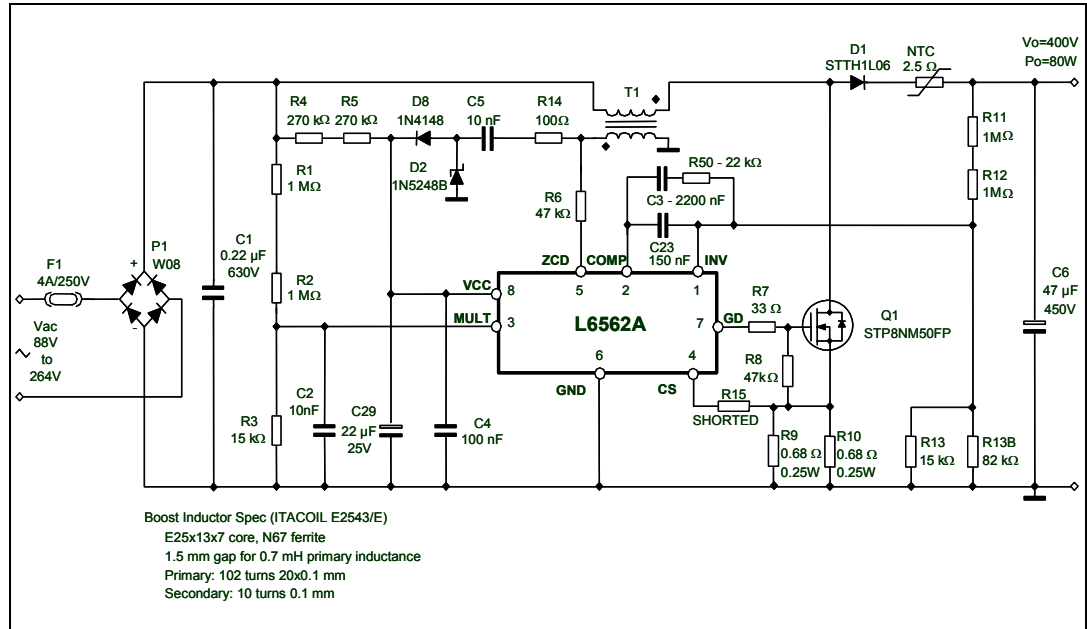 Vo=400V
Po=80W
D1
STTH1L06
NTC
2.5 Ω
T1
R4
270 kΩ
R5
270 kΩ
D8
1N4148
C5
10 nF
R14
100Ω
R11
1MΩ
R12
1MΩ
R1
1 MΩ
D2
1N5248B
R50 - 22 kΩ
C3 - 2200 nF
R6
47 kΩ
C23
150 nF
ZCD
COMP
INV
5
2
1
F1
4A/250V
P1
W08
+
-
C1
0.22 µF
630V
R2
1 MΩ
VCC
8
MULT
3
L6562A
7
GD
R7
33 Ω
Q1
STP8NM50FP
C6
47 µF
450V
Vac
88V
to
264V
6
GND
4
CS
R8
47kΩ
R15
SHORTED
R3
15 kΩ
C2
10nF
C29
22 µF
25V
C4
100 nF
R9
0.68 Ω
0.25W
R10
0.68 Ω
0.25W
R13
15 kΩ
R13B
82 kΩ
Boost Inductor Spec (ITACOIL E2543/E)
E25x13x7 core, N67 ferrite
1.5 mm gap for 0.7 mH primary inductance
Primary: 102 turns 20x0.1 mm
Secondary: 10 turns 0.1 mm